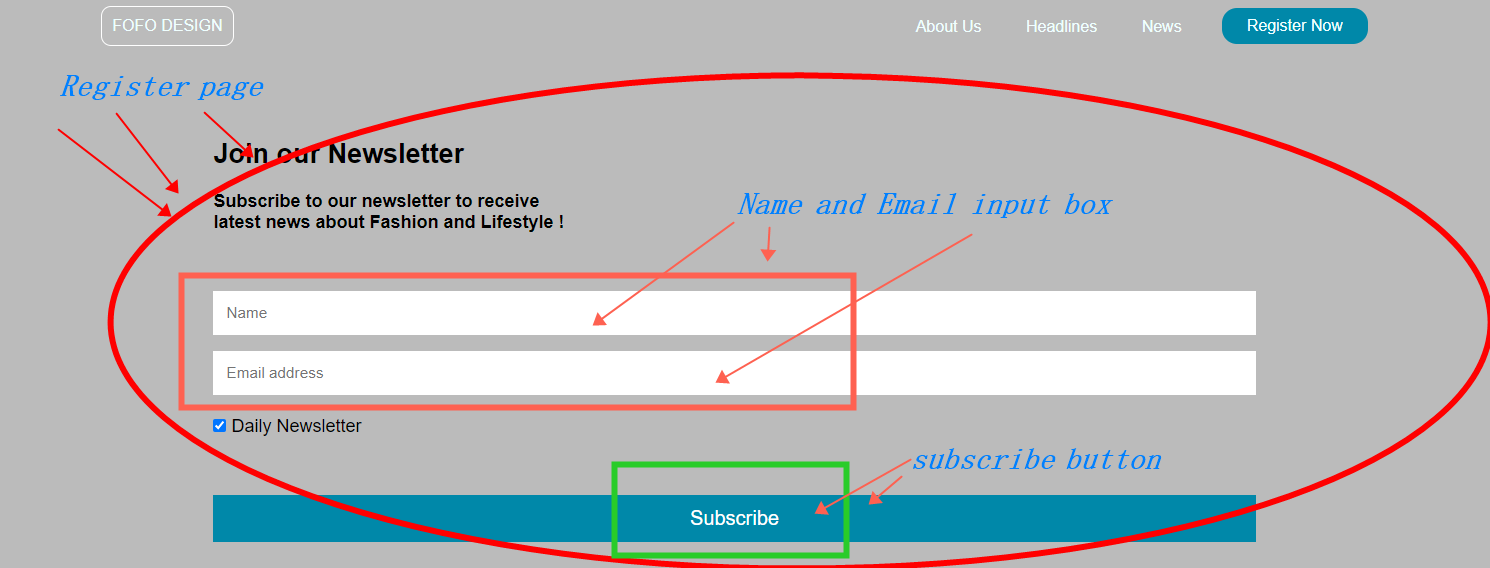 FOFO DESIGN
About Us
Headlines
News
Register Now
Register page
Join our Newsletter
Subscribe to our newsletter to receive
latest news about Fashion and Lifestyle !
Name and Email input box
Name
Email address
Daily Newsletter
subscribe button
Subscribe